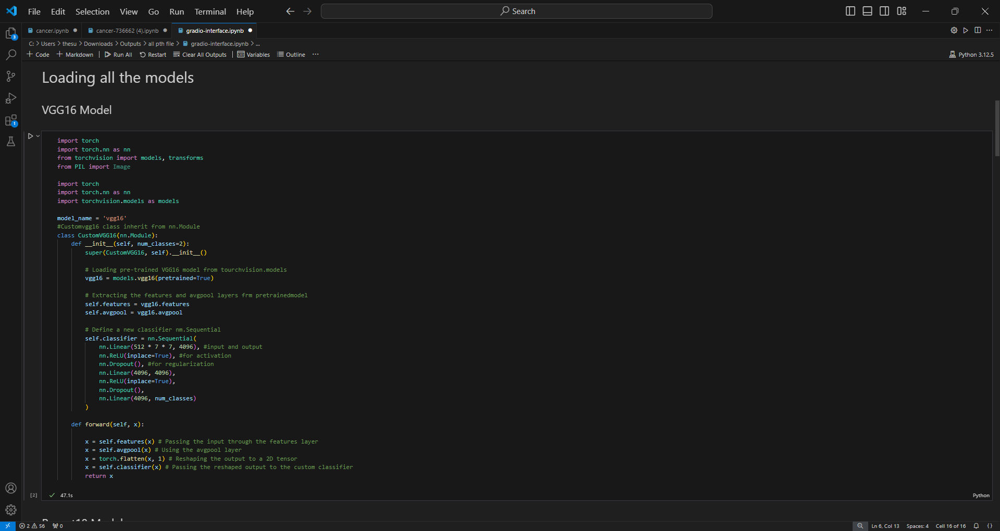 File Edit Selection View Go Run Terminal Help Search
cancer.ipynb cancer-736662 (4).ipynb gradio-interface.ipynb
C: > Users > thesu > Downloads > Outputs > all pth file > gradio-interface.ipynb > ...
+ Code + Markdown | Run All Restart Clear All Outputs | Variables Outline ... Python 3.12.5
Loading all the models
VGG16 Model
import torch
import torch.nn as nn
from torchvision import models, transforms
from PIL import Image
import torch
import torch.nn as nn
import torchvision.models as models
model_name = 'vgg16'
#Customvgg16 class inherit from nn.Module
class CustomVGG16(nn.Module):
def __init__(self, num_classes=2):
super(CustomVGG16, self).__init__()
# Loading pre-trained VGG16 model from tourchvision.models
vgg16 = models.vgg16(pretrained=True)
# Extracting the features and avgpool layers frm pretrainedmodel
self.features = vgg16.features
self.avgpool = vgg16.avgpool
# Define a new classifier nm.Sequential
self.classifier = nn.Sequential(
nn.Linear(512 * 7 * 7, 4096), #input and output
nn.ReLU(inplace=True), #for activation
nn.Dropout(), #for regularization
nn.Linear(4096, 4096),
nn.ReLU(inplace=True),
nn.Dropout(),
nn.Linear(4096, num_classes)
)
def forward(self, x):
x = self.features(x) # Passing the input through the features layer
x = self.avgpool(x) # Using the avgpool layer
x = torch.flatten(x, 1) # Reshaping the output to a 2D tensor
x = self.classifier(x) # Passing the reshaped output to the custom classifier
return x
[2] 47.1s Python
2 56 0 Ln 6, Col 13 Spaces: 4 Cell 16 of 16